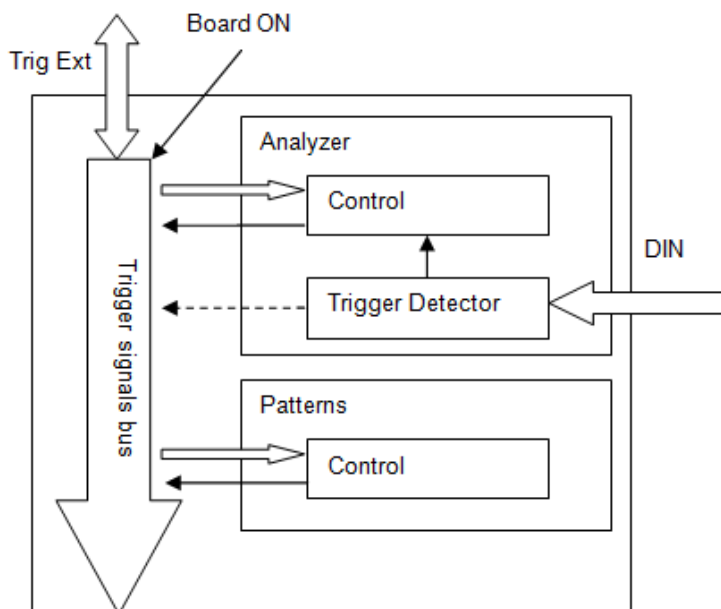 Board ON
Trig Ext
Analyzer
Control
DIN
Trigger Detector
Trigger signals bus
Patterns
Control